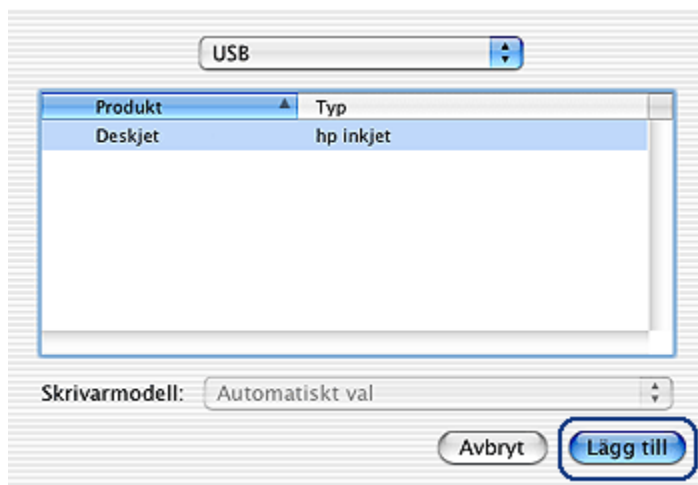 USB
Produkt Typ
Deskjet hp inkjet
Skrivarmodell: Automatiskt val
Avbryt Lägg till